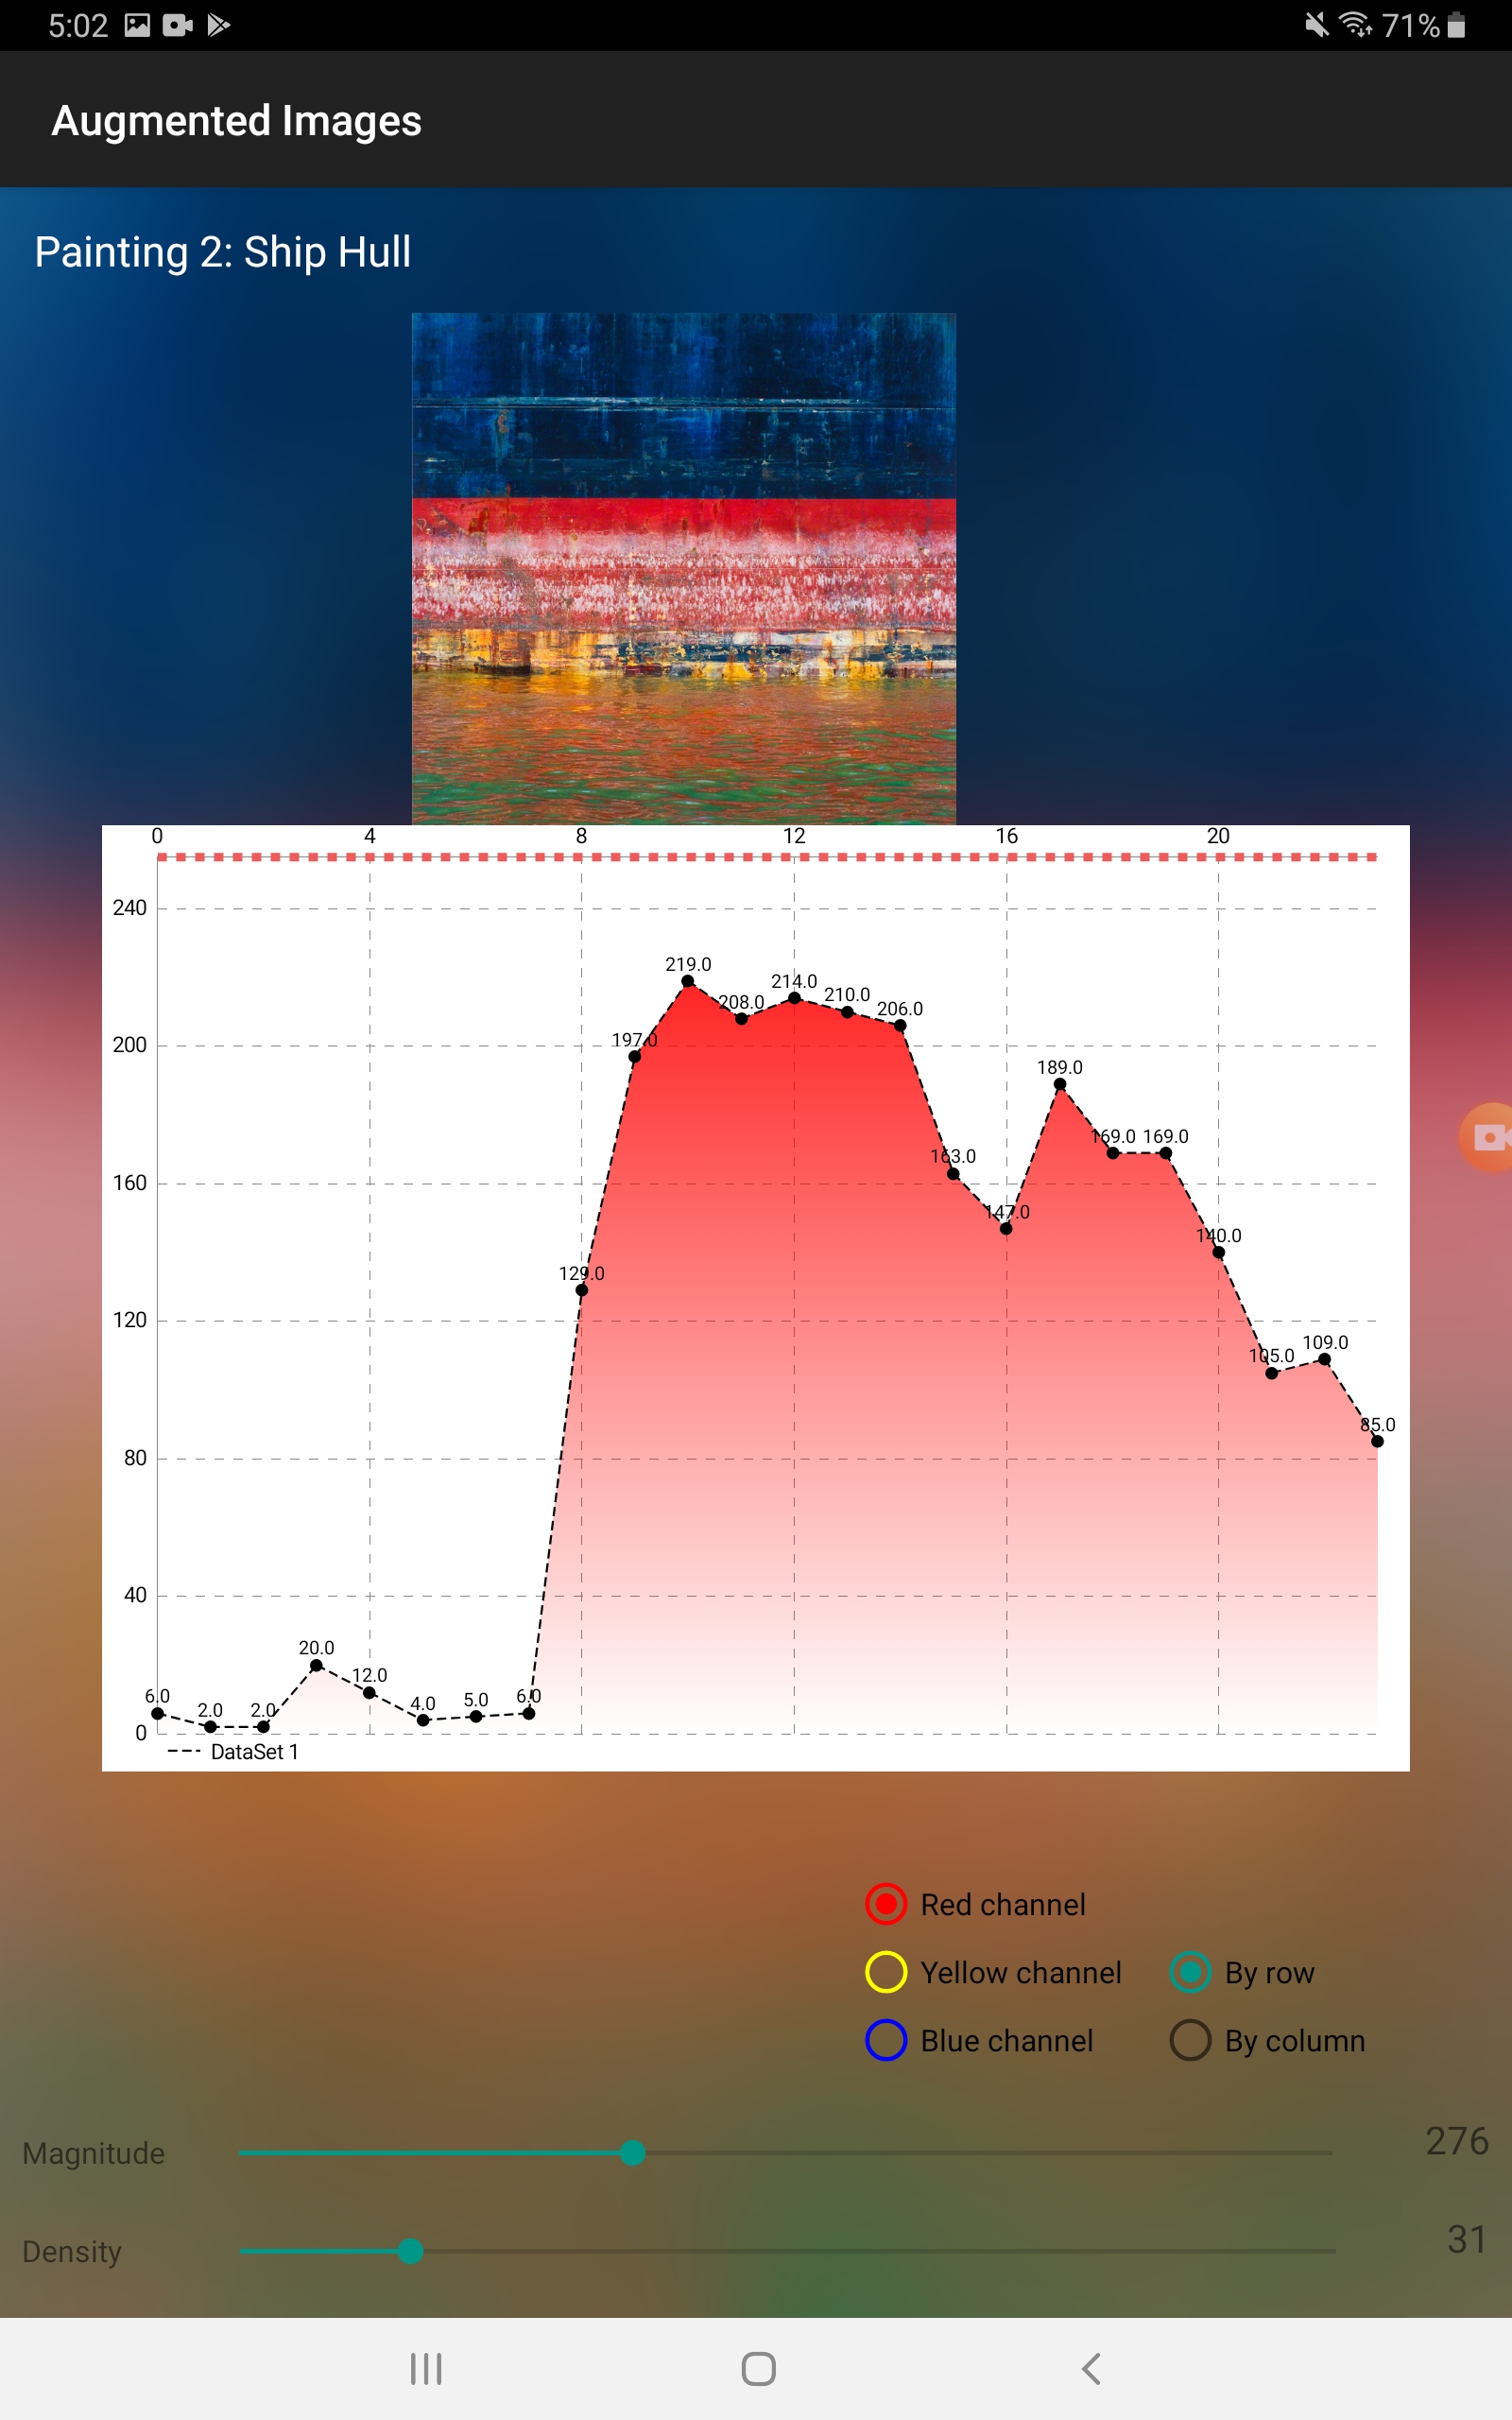 5:02 71%
Augmented Images
Painting 2: Ship Hull
0 4 8 12 16 20
240
219.0
214.0
210.0
208.0
206.0
200
197.0
189.0
169.0 169.0
163.0
160
147.0
140.0
129.0
120
109.0
105.0
85.0
80
40
20.0
12.0
6.0 2.0 2.0 4.0 5.0 6.0
0
DataSet 1
Red channel
Yellow channel By row
Blue channel By column
Magnitude 276
Density 31